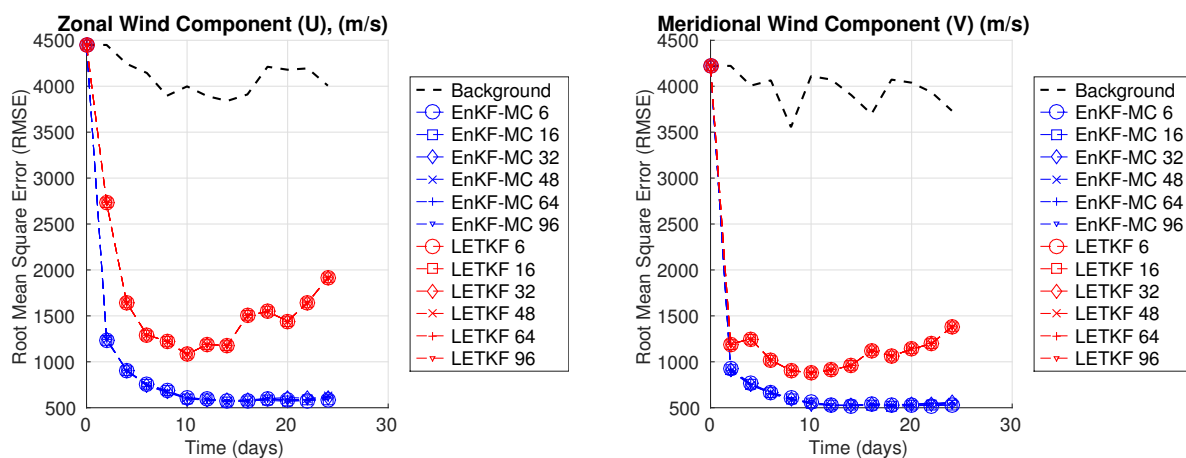 Zonal Wind Component (U), (m/s)
Root Mean Square Error (RMSE)
4500
4000
3500
3000
2500
2000
1500
1000
500
0
10
20
30
Time (days)
Background
EnKF-MC 6
EnKF-MC 16
EnKF-MC 32
EnKF-MC 48
EnKF-MC 64
EnKF-MC 96
LETKF 6
LETKF 16
LETKF 32
LETKF 48
LETKF 64
LETKF 96
Meridional Wind Component (V) (m/s)
Root Mean Square Error (RMSE)
4500
4000
3500
3000
2500
2000
1500
1000
500
0
10
20
30
Time (days)
Background
EnKF-MC 6
EnKF-MC 16
EnKF-MC 32
EnKF-MC 48
EnKF-MC 64
EnKF-MC 96
LETKF 6
LETKF 16
LETKF 32
LETKF 48
LETKF 64
LETKF 96